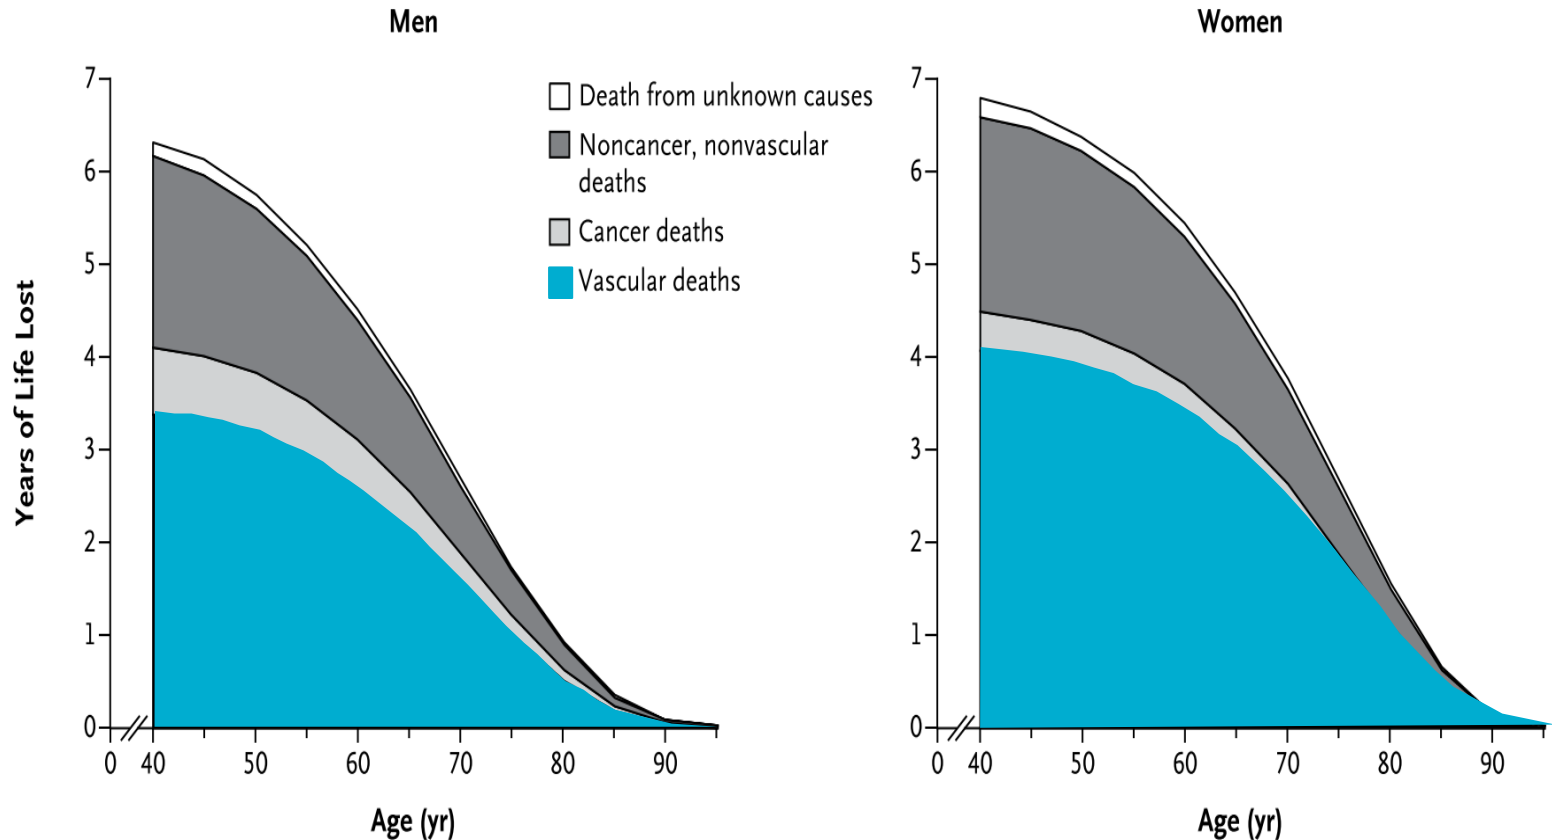 Men
Women
7
6
5
4
3
2
1
0
Years of Life Lost
0 40 50 60 70 80 90
Age (yr)
Death from unknown causes
Noncancer, nonvascular
deaths
Cancer deaths
Vascular deaths
7
6
5
4
3
2
1
0
0 40 50 60 70 80 90
Age (yr)